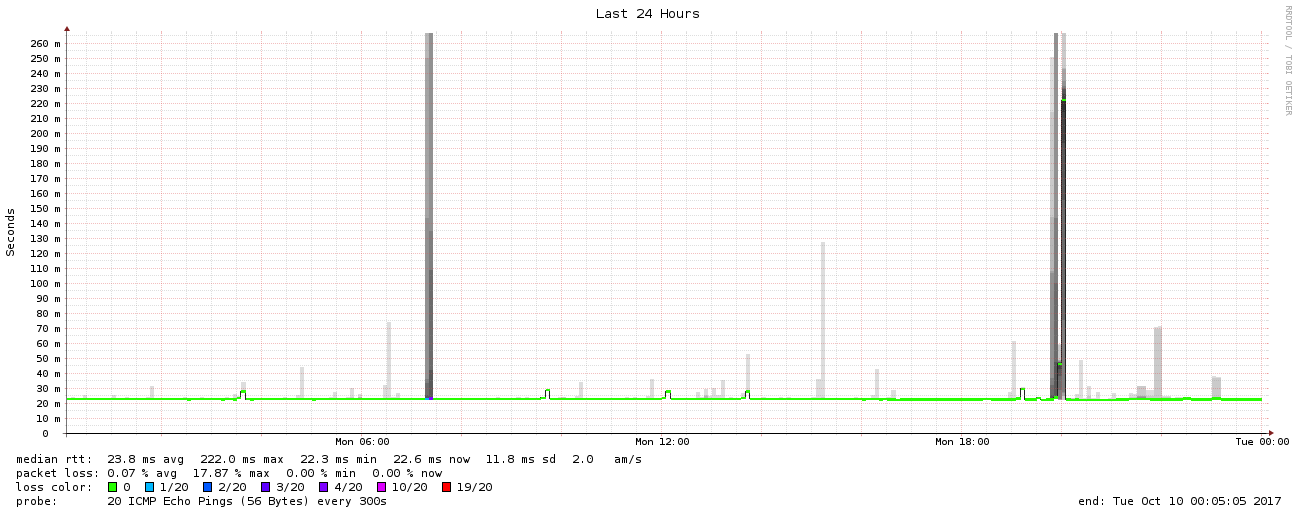 Last 24 Hours
RRDTOOL / TOBI OETIKER
Seconds
260 m
250 m
240 m
230 m
220 m
210 m
200 m
190 m
180 m
170 m
160 m
150 m
140 m
130 m
120 m
110 m
100 m
90 m
80 m
70 m
60 m
50 m
40 m
30 m
20 m
10 m
0
Mon 06:00 Mon 12:00 Mon 18:00 Tue 00:00
median rtt: 23.8 ms avg 222.0 ms max 22.3 ms min 22.6 ms now 11.8 ms sd 2.0 am/s
packet loss: 0.07 % avg 17.87 % max 0.00 % min 0.00 % now
loss color: 0 1/20 2/20 3/20 4/20 10/20 19/20
probe: 20 ICMP Echo Pings (56 Bytes) every 300s end: Tue Oct 10 00:05:05 2017